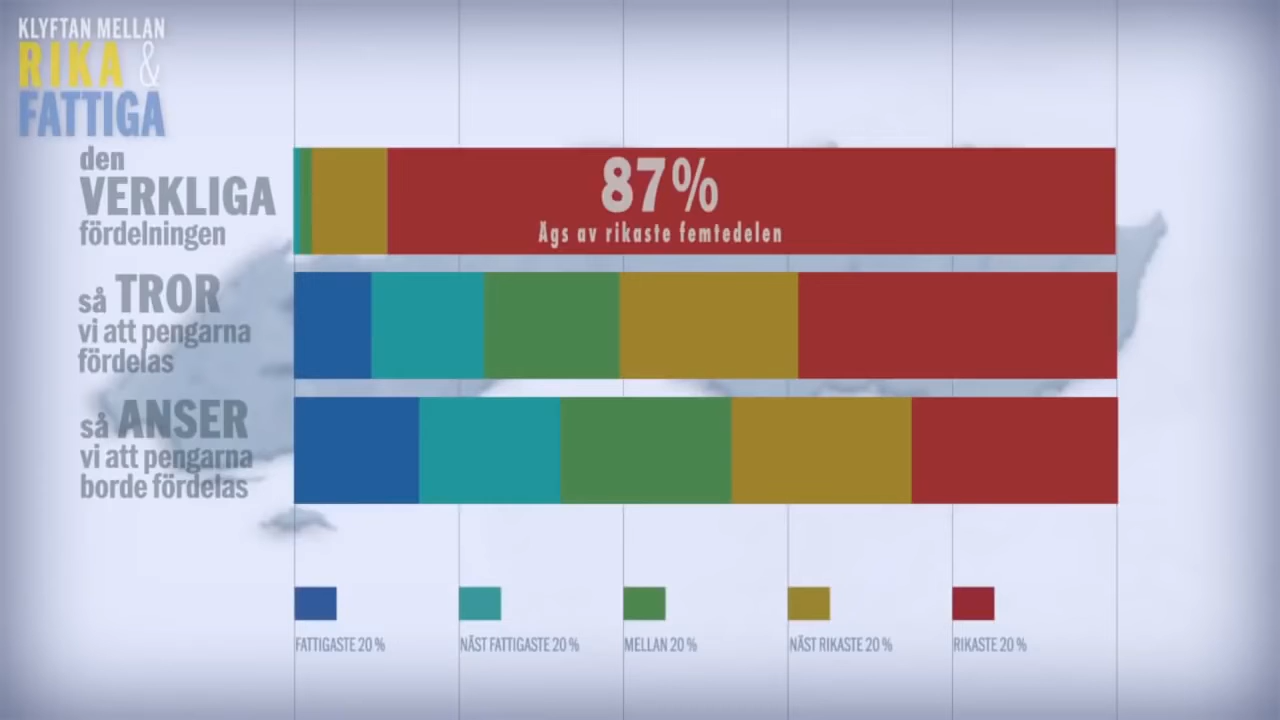 KLYFTAN MELLAN
RIKA &
FATTIGA
den
VERKLIGA
fördelningen
87%
Ägs av rikaste femtedelen
så TROR
vi att pengarna
fördelas
så ANSER
vi att pengarna
borde fördelas
FATTIGASTE 20 %
NÄST FATTIGASTE 20 %
MELLAN 20 %
NÄST RIKASTE 20 %
RIKASTE 20 %